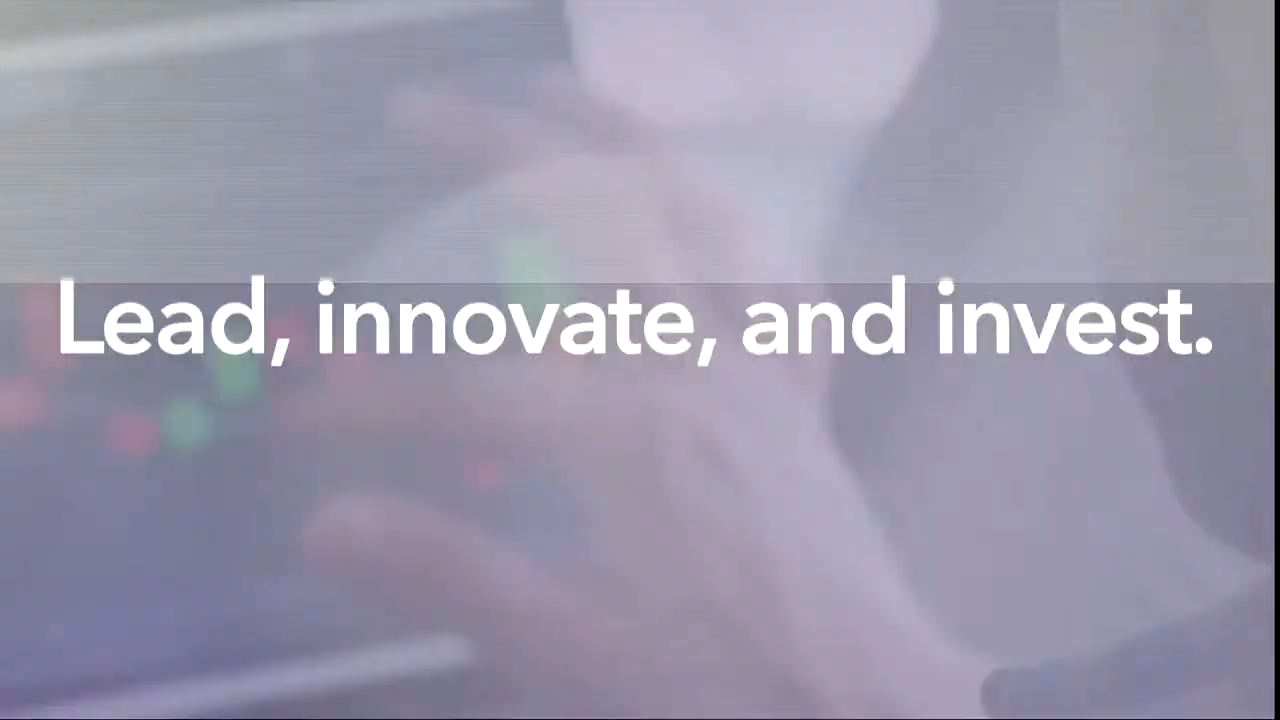 Lead, innovate, and invest.